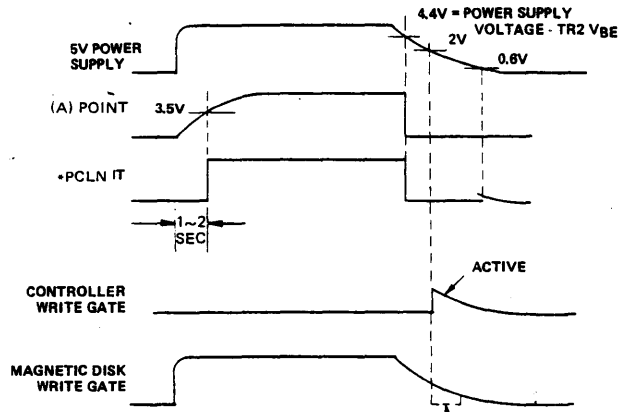 4.4V = POWER SUPPLY
VOLTAGE - TR2 VBE
5V POWER
SUPPLY
2V
0.6V
(A) POINT
3.5V
*PCLN IT
1~2
SEC
ACTIVE
CONTROLLER
WRITE GATE
MAGNETIC DISK
WRITE GATE